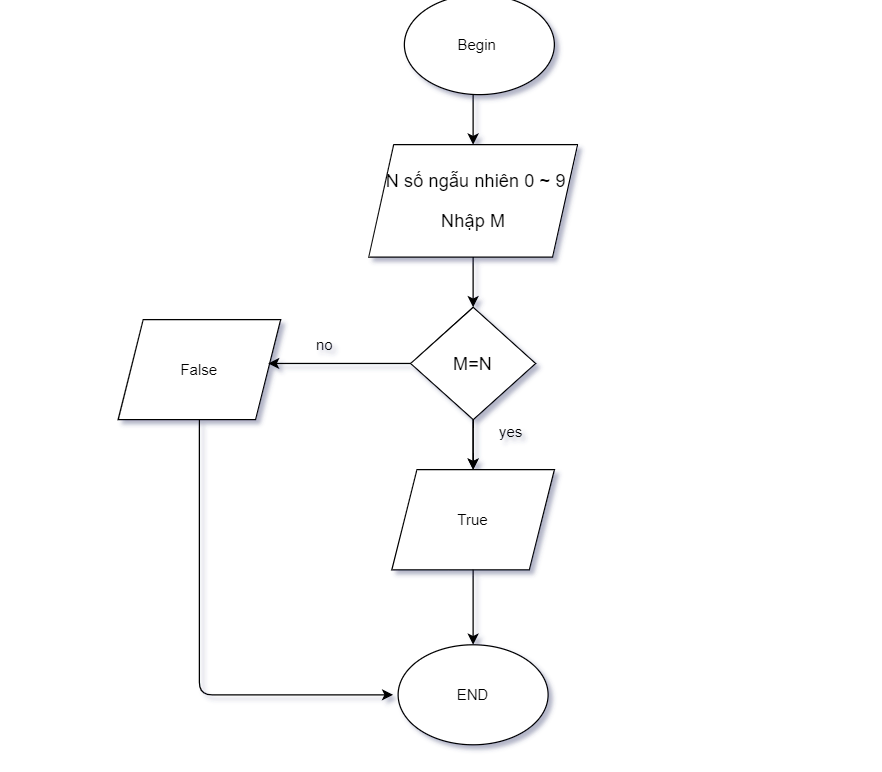 Begin
N số ngẫu nhiên 0 ~ 9
Nhập M
M=N
no
False
yes
True
END